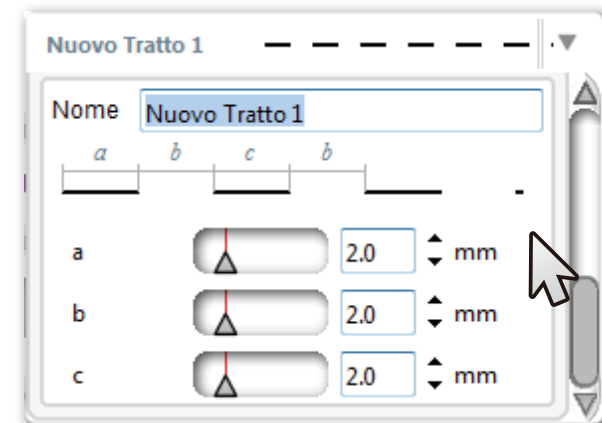 Nuovo Tratto 1
Nome Nuovo Tratto 1
a b c b
a 2.0 mm
b 2.0 mm
c 2.0 mm